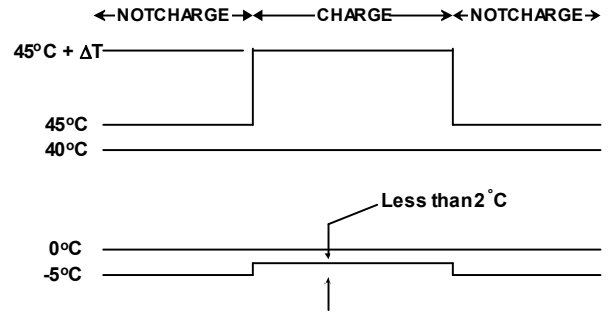 NOTCHARGE CHARGE NOTCHARGE
45°C + ΔT
45°C
40°C
Less than 2°C
0°C
-5°C